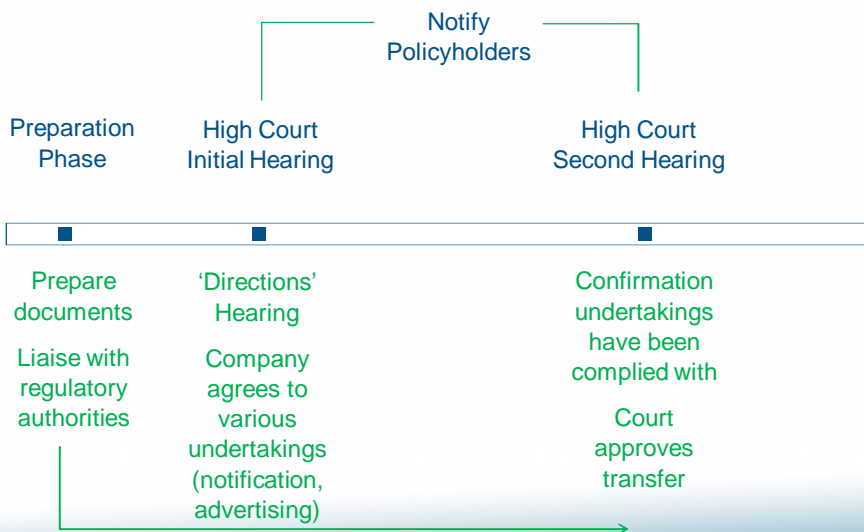 Notify
Policyholders
Preparation
Phase
High Court
Initial Hearing
High Court
Second Hearing
Prepare
documents
Liaise with
regulatory
authorities
‘Directions’
Hearing
Company
agrees to
various
undertakings
(notification,
advertising)
Confirmation
undertakings
have been
complied with
Court
approves
transfer